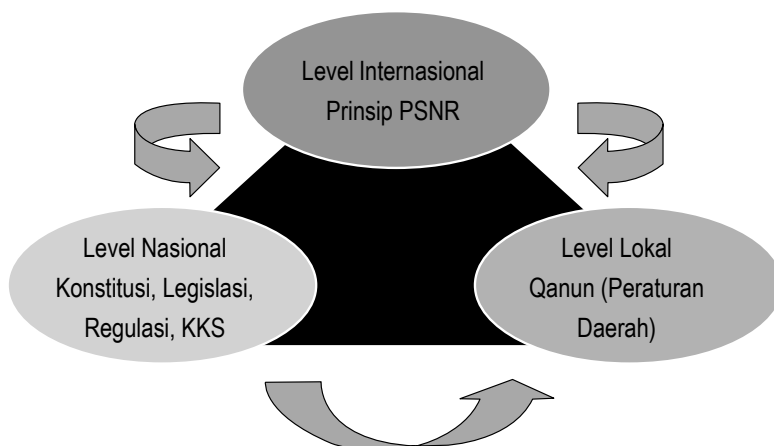 Level Internasional
Prinsip PSNR
Level Nasional
Konstitusi, Legislasi,
Regulasi, KKS
Level Lokal
Qanun (Peraturan
Daerah)